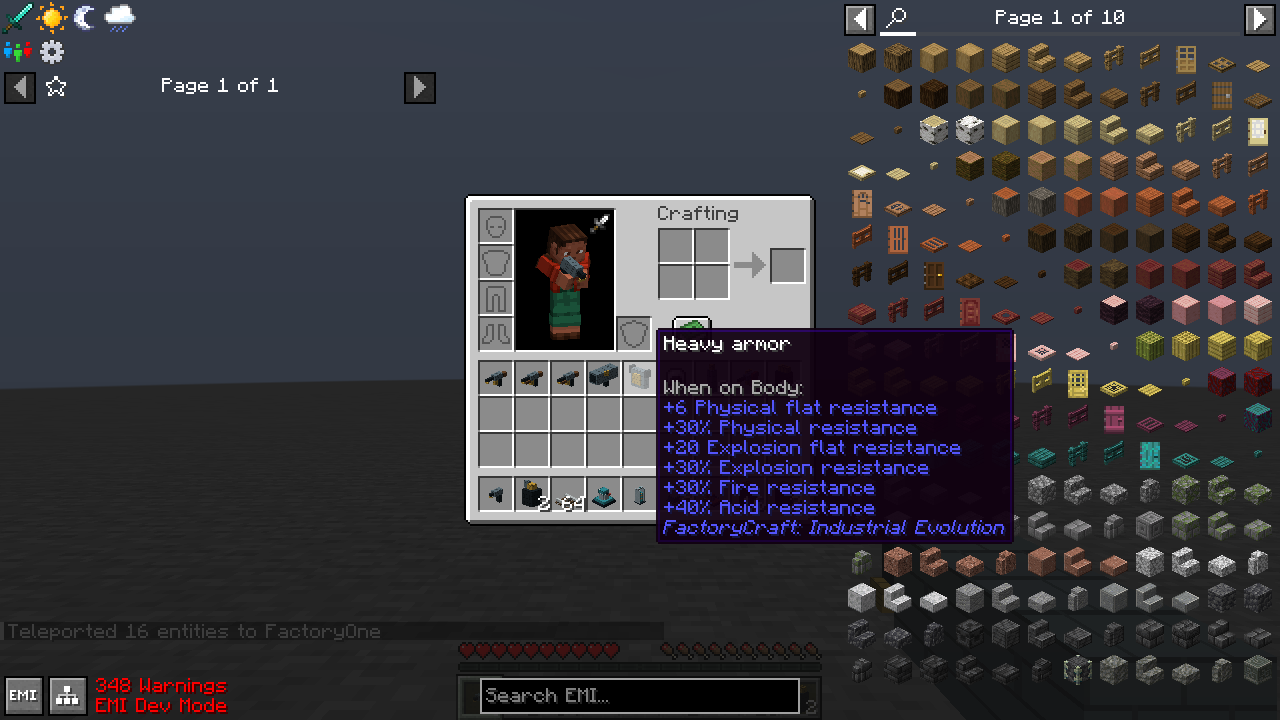 Page 1 of 10
Page 1 of 1
Crafting
Heavy armor
When on Body:
+6 Physical flat resistance
+30% Physical resistance
+20 Explosion flat resistance
+30% Explosion resistance
+30% Fire resistance
+40% Acid resistance
FactoryCraft: Industrial Evolution
2 64
Teleported 16 entities to FactoryOne
EMI
348 Warnings
EMI Dev Mode
Search EMI...
2